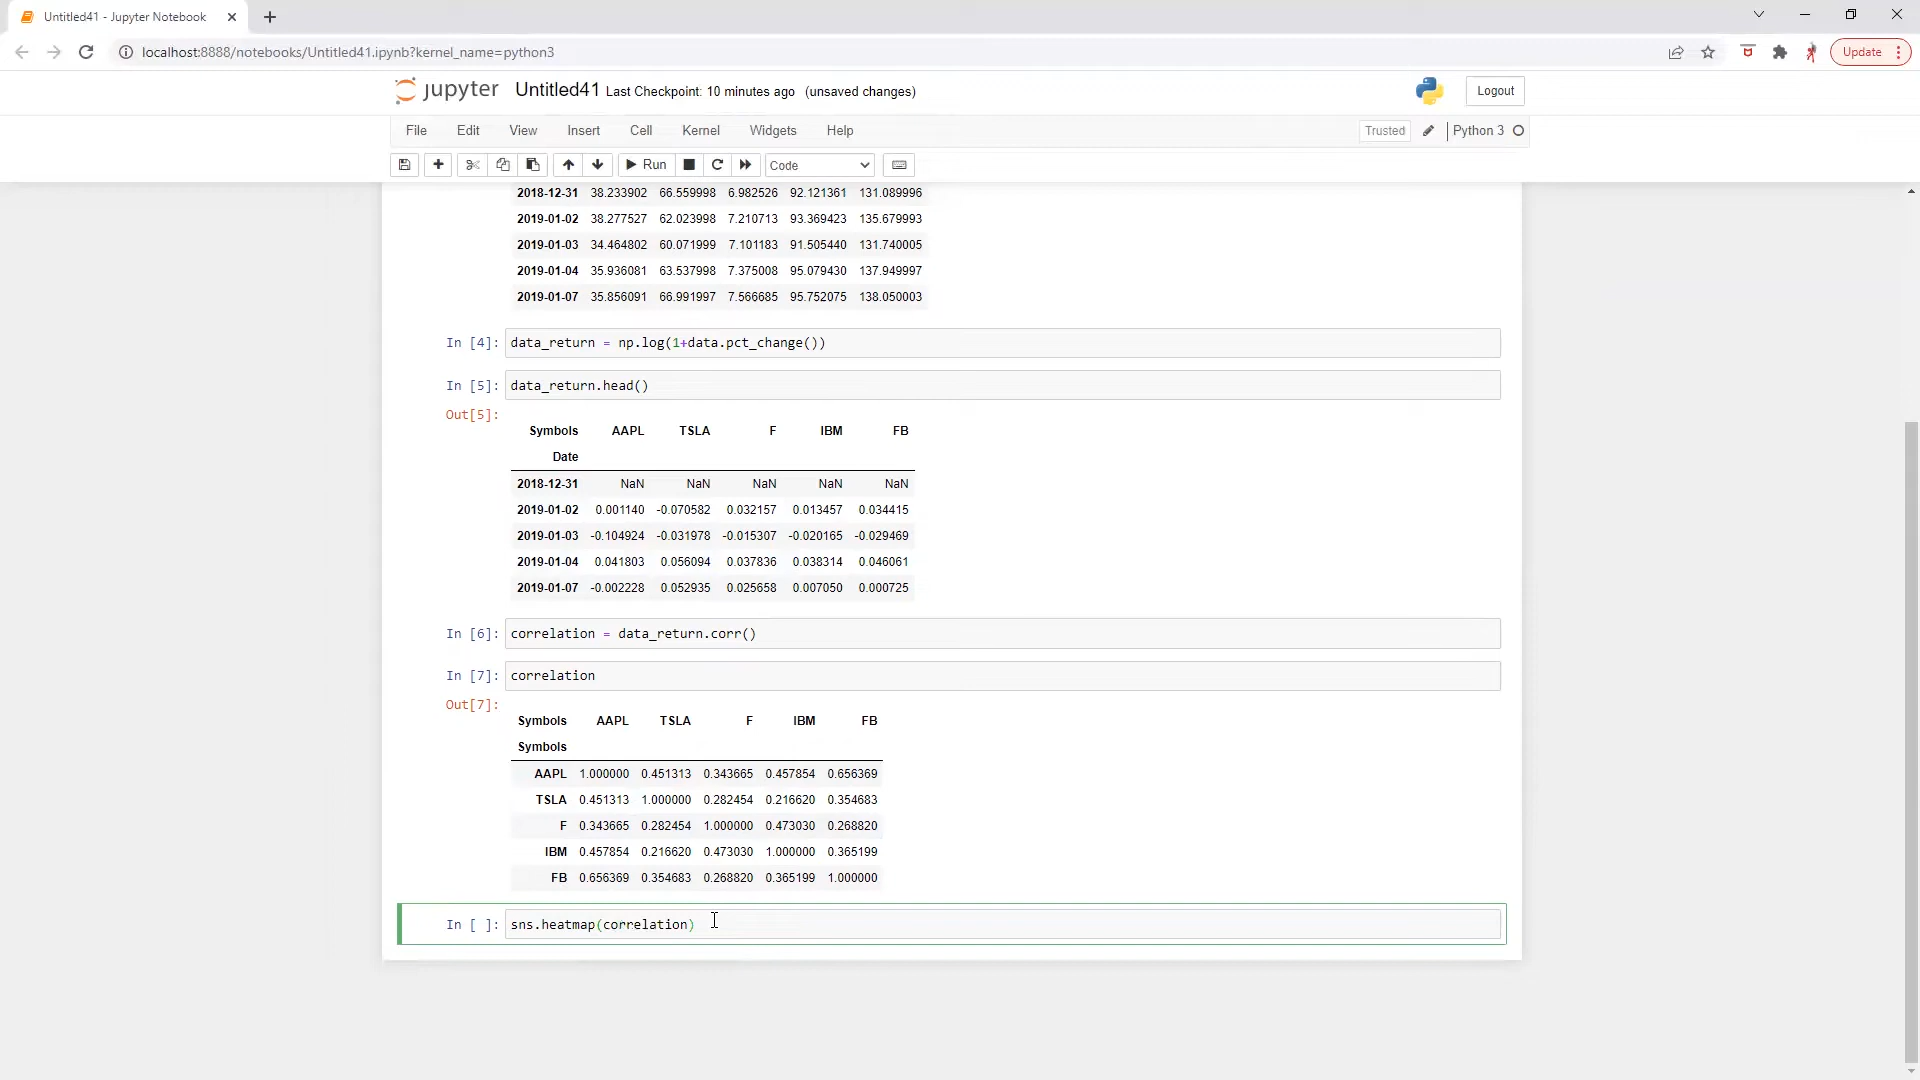 Untitled41 - Jupyter Notebook
localhost:8888/notebooks/Untitled41.ipynb?kernel_name=python3
Update
jupyter Untitled41 Last Checkpoint: 10 minutes ago (unsaved changes)
Logout
File Edit View Insert Cell Kernel Widgets Help
Trusted Python 3
Run Code
2018-12-31 38.233902 66.559998 6.982526 92.121361 131.089996
2019-01-02 38.277527 62.023998 7.210713 93.369423 135.679993
2019-01-03 34.464802 60.071999 7.101183 91.505440 131.740005
2019-01-04 35.936081 63.537998 7.375008 95.079430 137.949997
2019-01-07 35.856091 66.991997 7.566685 95.752075 138.050003
In [4]: data_return = np.log(1+data.pct_change())
In [5]: data_return.head()
Out[5]:
Symbols AAPL TSLA F IBM FB
Date
2018-12-31 NaN NaN NaN NaN NaN
2019-01-02 0.001140 -0.070582 0.032157 0.013457 0.034415
2019-01-03 -0.104924 -0.031978 -0.015307 -0.020165 -0.029469
2019-01-04 0.041803 0.056094 0.037836 0.038314 0.046061
2019-01-07 -0.002228 0.052935 0.025658 0.007050 0.000725
In [6]: correlation = data_return.corr()
In [7]: correlation
Out[7]:
Symbols AAPL TSLA F IBM FB
Symbols
AAPL 1.000000 0.451313 0.343665 0.457854 0.656369
TSLA 0.451313 1.000000 0.282454 0.216620 0.354683
F 0.343665 0.282454 1.000000 0.473030 0.268820
IBM 0.457854 0.216620 0.473030 1.000000 0.365199
FB 0.656369 0.354683 0.268820 0.365199 1.000000
In [ ]: sns.heatmap(correlation)